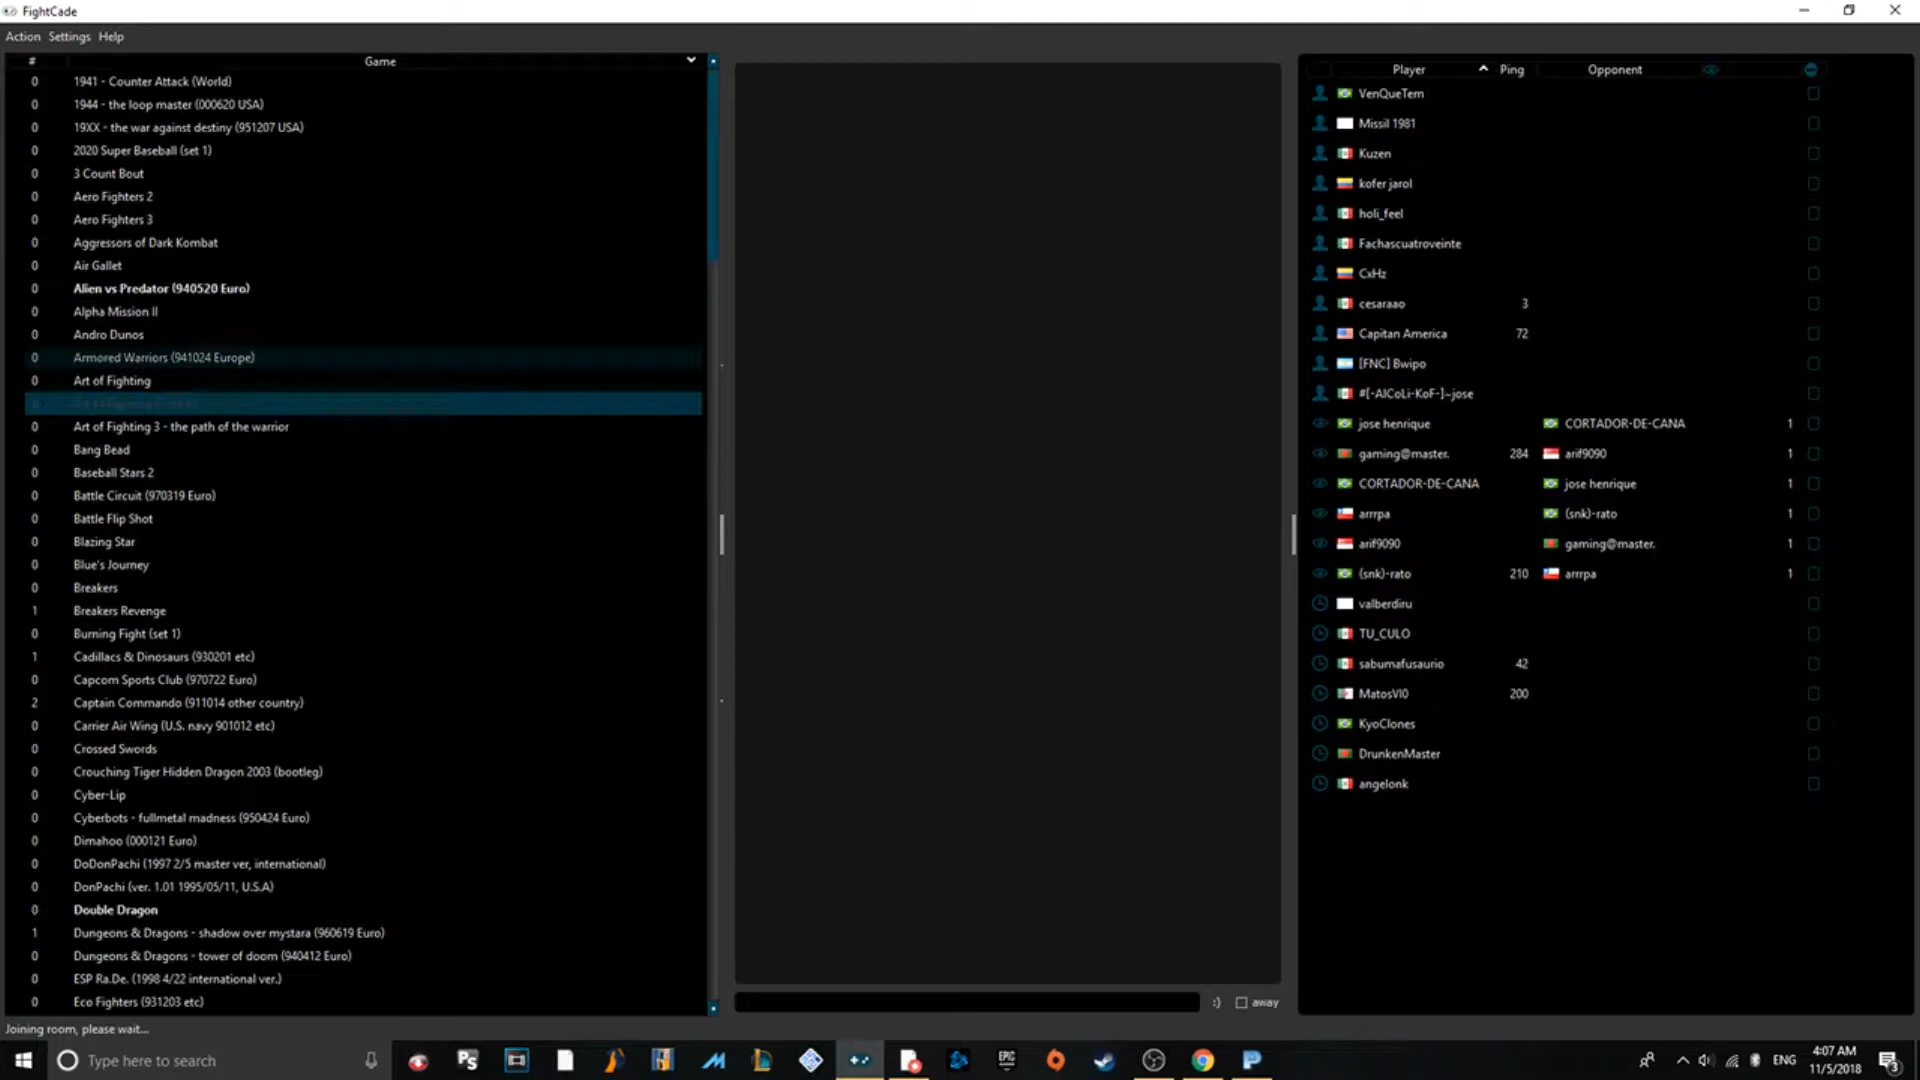 FightCade
Action Settings Help
# Game
0 1941 - Counter Attack (World)
0 1944 - the loop master (000620 USA)
0 19XX - the war against destiny (951207 USA)
0 2020 Super Baseball (set 1)
0 3 Count Bout
0 Aero Fighters 2
0 Aero Fighters 3
0 Aggressors of Dark Kombat
0 Air Gallet
0 Alien vs Predator (940520 Euro)
0 Alpha Mission II
0 Andro Dunos
0 Armored Warriors (941024 Europe)
0 Art of Fighting
0 Art of Fighting 3 - the path of the warrior
0 Bang Bead
0 Baseball Stars 2
0 Battle Circuit (970319 Euro)
0 Battle Flip Shot
0 Blazing Star
0 Blue's Journey
0 Breakers
1 Breakers Revenge
0 Burning Fight (set 1)
1 Cadillacs & Dinosaurs (930201 etc)
0 Capcom Sports Club (970722 Euro)
2 Captain Commando (911014 other country)
0 Carrier Air Wing (U.S. navy 901012 etc)
0 Crossed Swords
0 Crouching Tiger Hidden Dragon 2003 (bootleg)
0 Cyber-Lip
0 Cyberbots - fullmetal madness (950424 Euro)
0 Dimahoo (000121 Euro)
0 DoDonPachi (1997 2/5 master ver, international)
0 DonPachi (ver. 1.01 1995/05/11, U.S.A)
0 Double Dragon
1 Dungeons & Dragons - shadow over mystara (960619 Euro)
0 Dungeons & Dragons - tower of doom (940412 Euro)
0 ESP Ra.De. (1998 4/22 international ver.)
0 Eco Fighters (931203 etc)
Joining room, please wait...
:) away
Player Ping Opponent
VenQueTem
Missil 1981
Kuzen
kofer jarol
holi_feel
Fachascuatroveinte
CxHz
cesaraao 3
Capitan America 72
[FNC] Bwipo
#[-AlCoLi-KoF-]~jose
jose henrique CORTADOR-DE-CANA 1
gaming@master. 284 arif9090 1
CORTADOR-DE-CANA jose henrique 1
arrrpa (snk)-rato 1
arif9090 gaming@master. 1
(snk)-rato 210 arrrpa 1
valberdiru
TU_CULO
sabumafusaurio 42
MatosVI0 200
KyoClones
DrunkenMaster
angelonk
Type here to search
PS
EPIC
GAMES
ENG
4:07 AM
11/5/2018
3